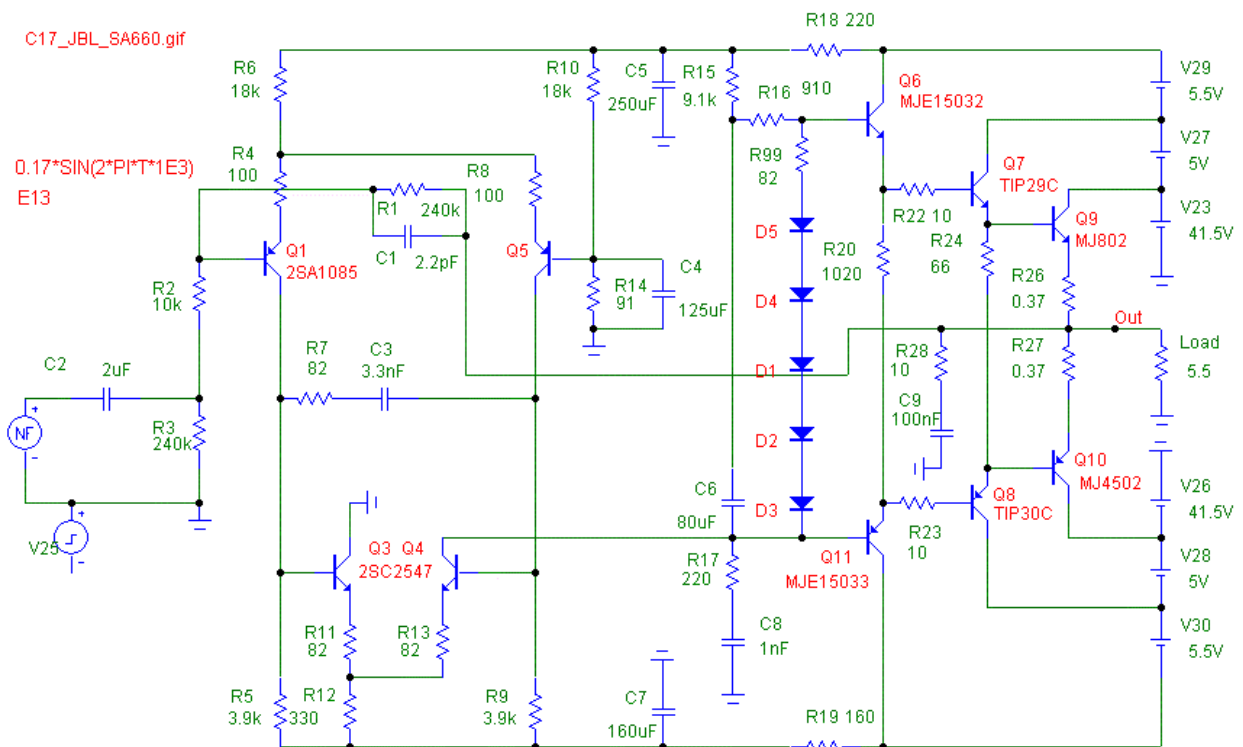 C17_JBL_SA660.gif
0.17*SIN(2*PI*T*1E3)
E13
R18 220
R6
18k
R10
18k
C5
250uF
R15
9.1k
R16
910
Q6
MJE15032
V29
5.5V
V27
5V
V23
41.5V
R4
100
R8
100
R1
240k
C1
2.2pF
R99
82
Q7
TIP29C
Q9
MJ802
R22 10
R20
1020
R24
66
R26
0.37
Q1
2SA1085
Q5
D5
D4
D1
D2
D3
R2
10k
R14
91
C4
125uF
Out
Load
5.5
C2
2uF
R7
82
C3
3.3nF
R28
10
R27
0.37
C9
100nF
NF
R3
240k
V25
Q10
MJ4502
Q8
TIP30C
V26
41.5V
C6
80uF
R23
10
Q3 Q4
2SC2547
R17
220
Q11
MJE15033
V28
5V
V30
5.5V
R11
82
R13
82
C8
1nF
R5
3.9k
R12
330
R9
3.9k
C7
160uF
R19 160